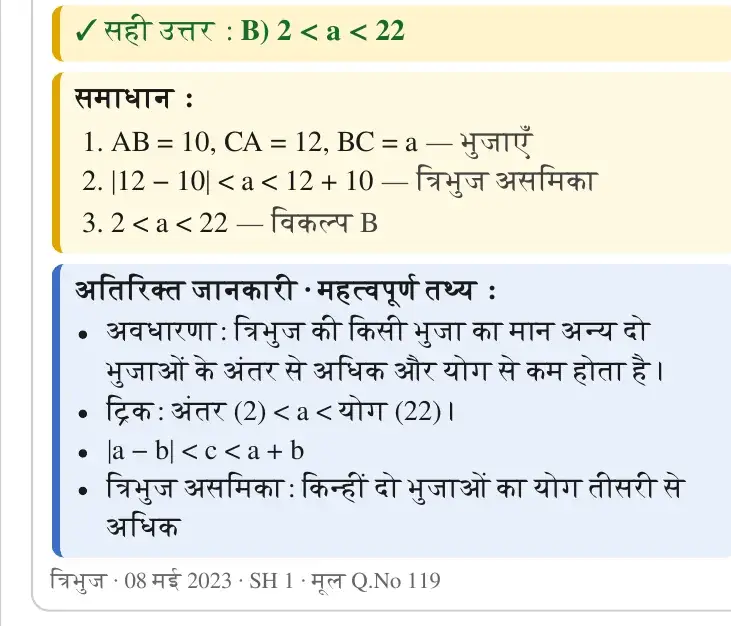 ✓ सही उत्तर : B) 2 < a < 22
समाधान :
1. AB = 10, CA = 12, BC = a — भुजाएँ
2. |12 − 10| < a < 12 + 10 — त्रिभुज असमिका
3. 2 < a < 22 — विकल्प B
अतिरिक्त जानकारी · महत्वपूर्ण तथ्य :
• अवधारणा : त्रिभुज की किसी भुजा का मान अन्य दो
भुजाओं के अंतर से अधिक और योग से कम होता है।
• ट्रिक : अंतर (2) < a < योग (22)।
• |a − b| < c < a + b
• त्रिभुज असमिका : किन्हीं दो भुजाओं का योग तीसरी से
अधिक
त्रिभुज · 08 मई 2023 · SH 1 · मूल Q.No 119